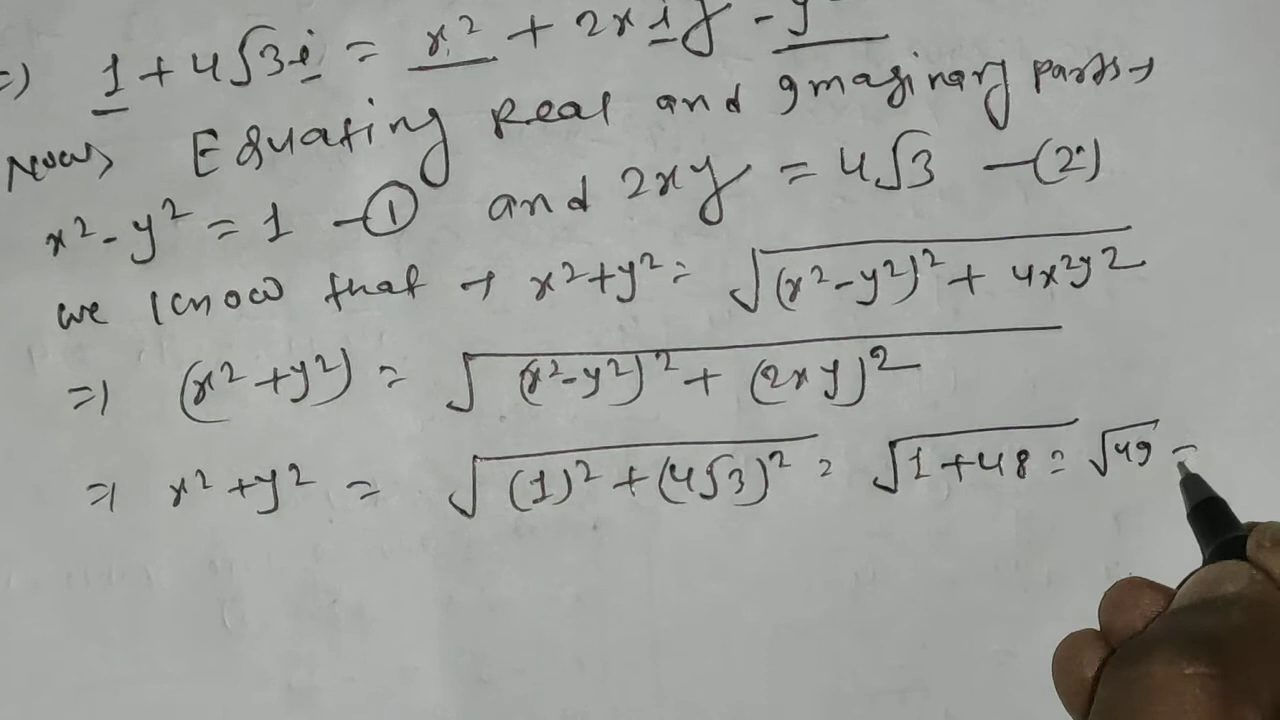 =) 1 + 4√3i = x² + 2xiy - y
Now Equating Real and Imaginary parts→
x² - y² = 1 —① and 2xy = 4√3 —(2)
we know that → x²+y² = √(x²-y²)² + 4x²y²
=) (x² + y²) = √(x²-y²)² + (2xy)²
=) x² + y² = √(1)² + (4√3)² = √1+48 = √49 =